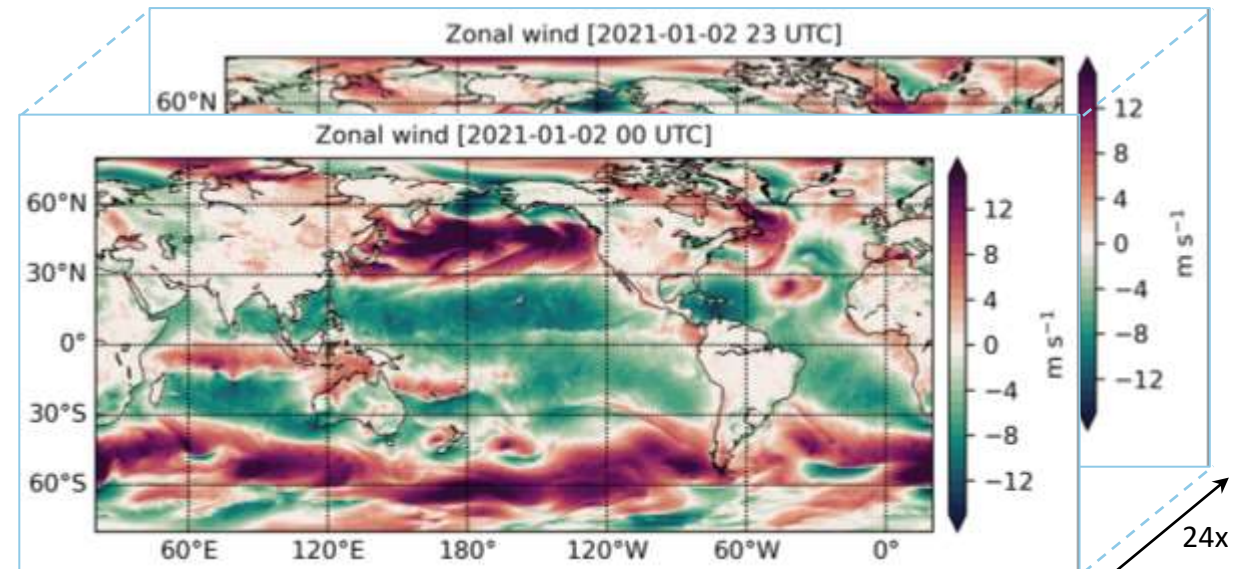 Zonal wind [2021-01-02 23 UTC]
60°N
12
8
4
0
−4
−8
−12
m s⁻¹
Zonal wind [2021-01-02 00 UTC]
60°N
30°N
0°
30°S
60°S
60°E 120°E 180° 120°W 60°W 0°
12
8
4
0
−4
−8
−12
m s⁻¹
24x